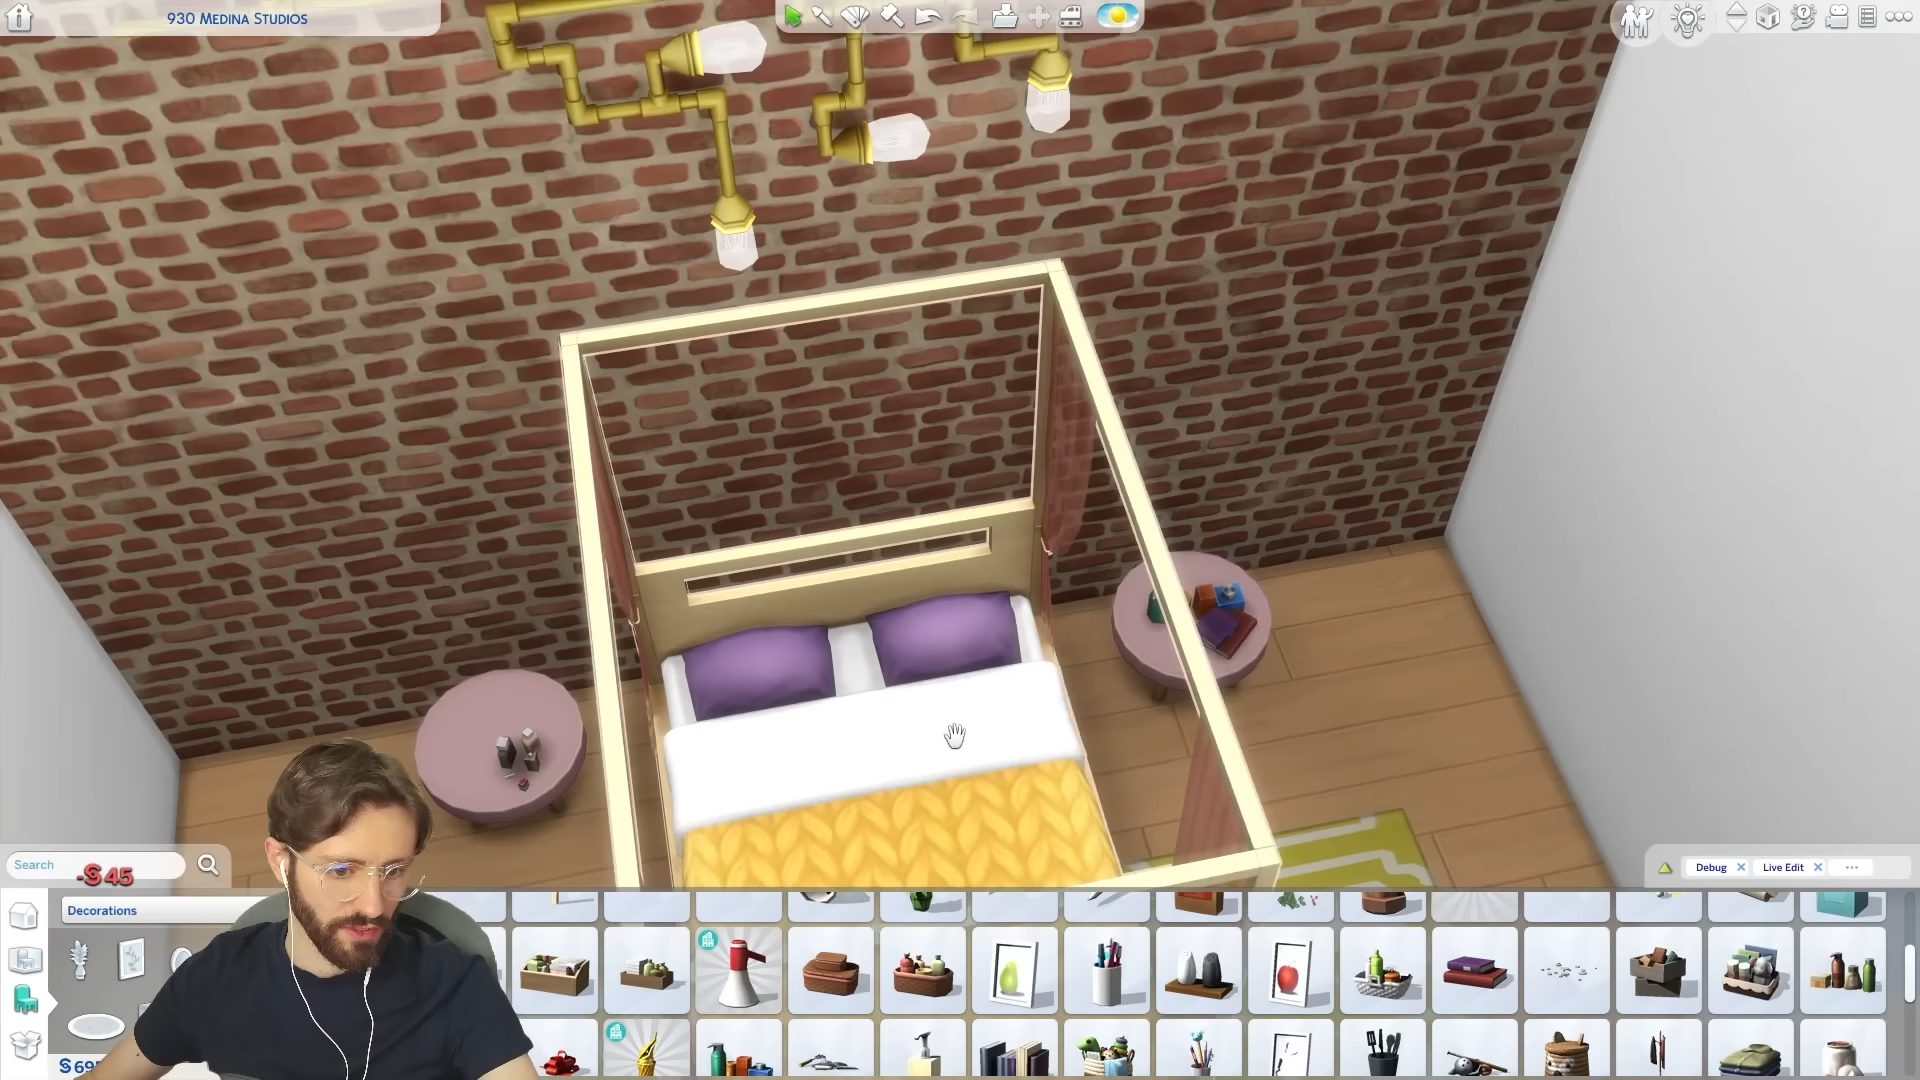 930 Medina Studios
Search
-§45
Debug
Live Edit
Decorations